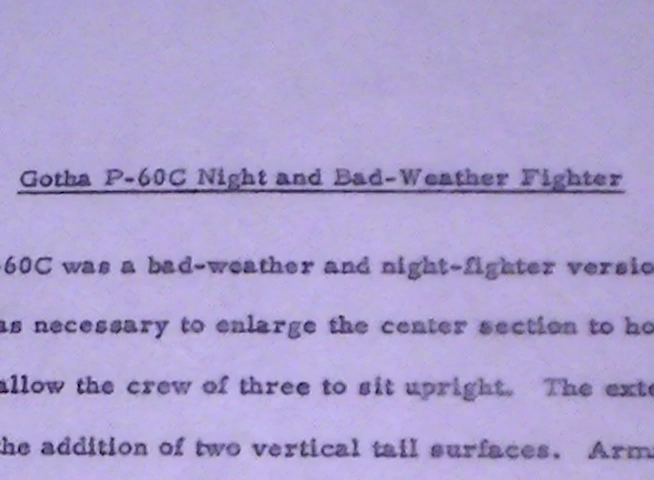 Gotha P-60C Night and Bad-Weather Fighter
-60C was a bad-weather and night-fighter versio
as necessary to enlarge the center section to ho
allow the crew of three to sit upright. The exte
he addition of two vertical tail surfaces. Arma